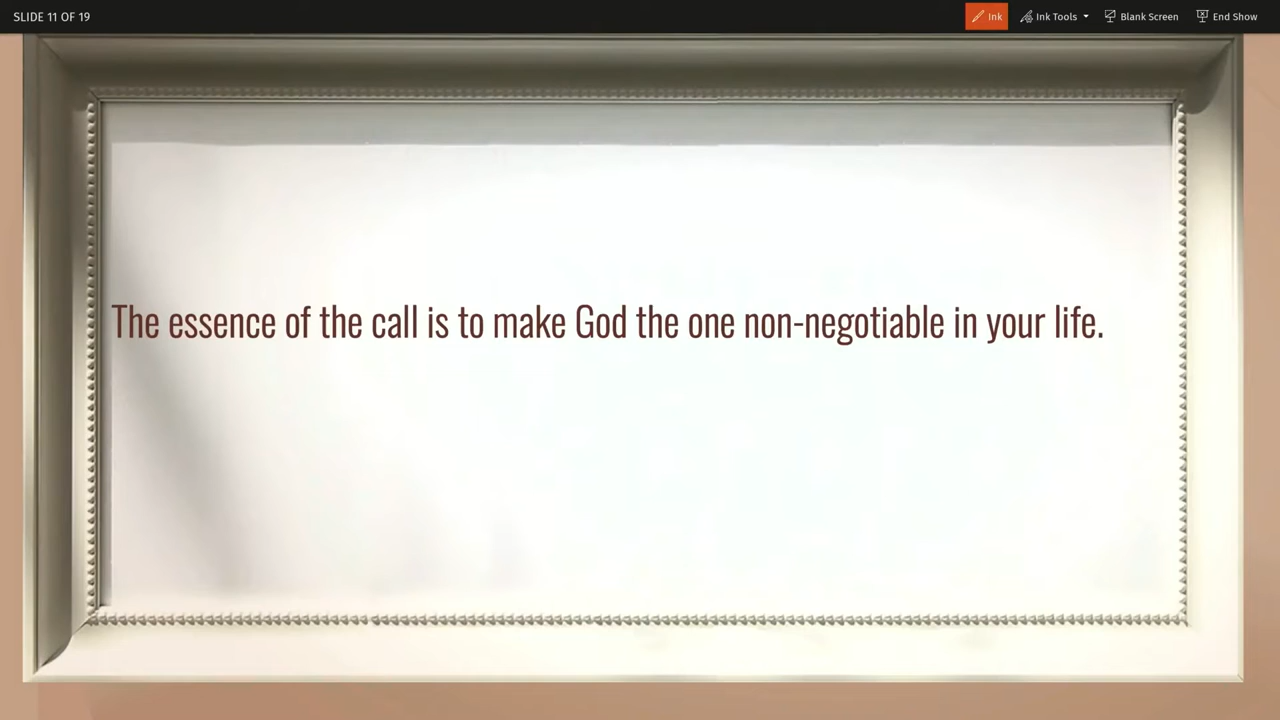 SLIDE 11 OF 19
Ink
Ink Tools
Blank Screen
End Show
The essence of the call is to make God the one non-negotiable in your life.